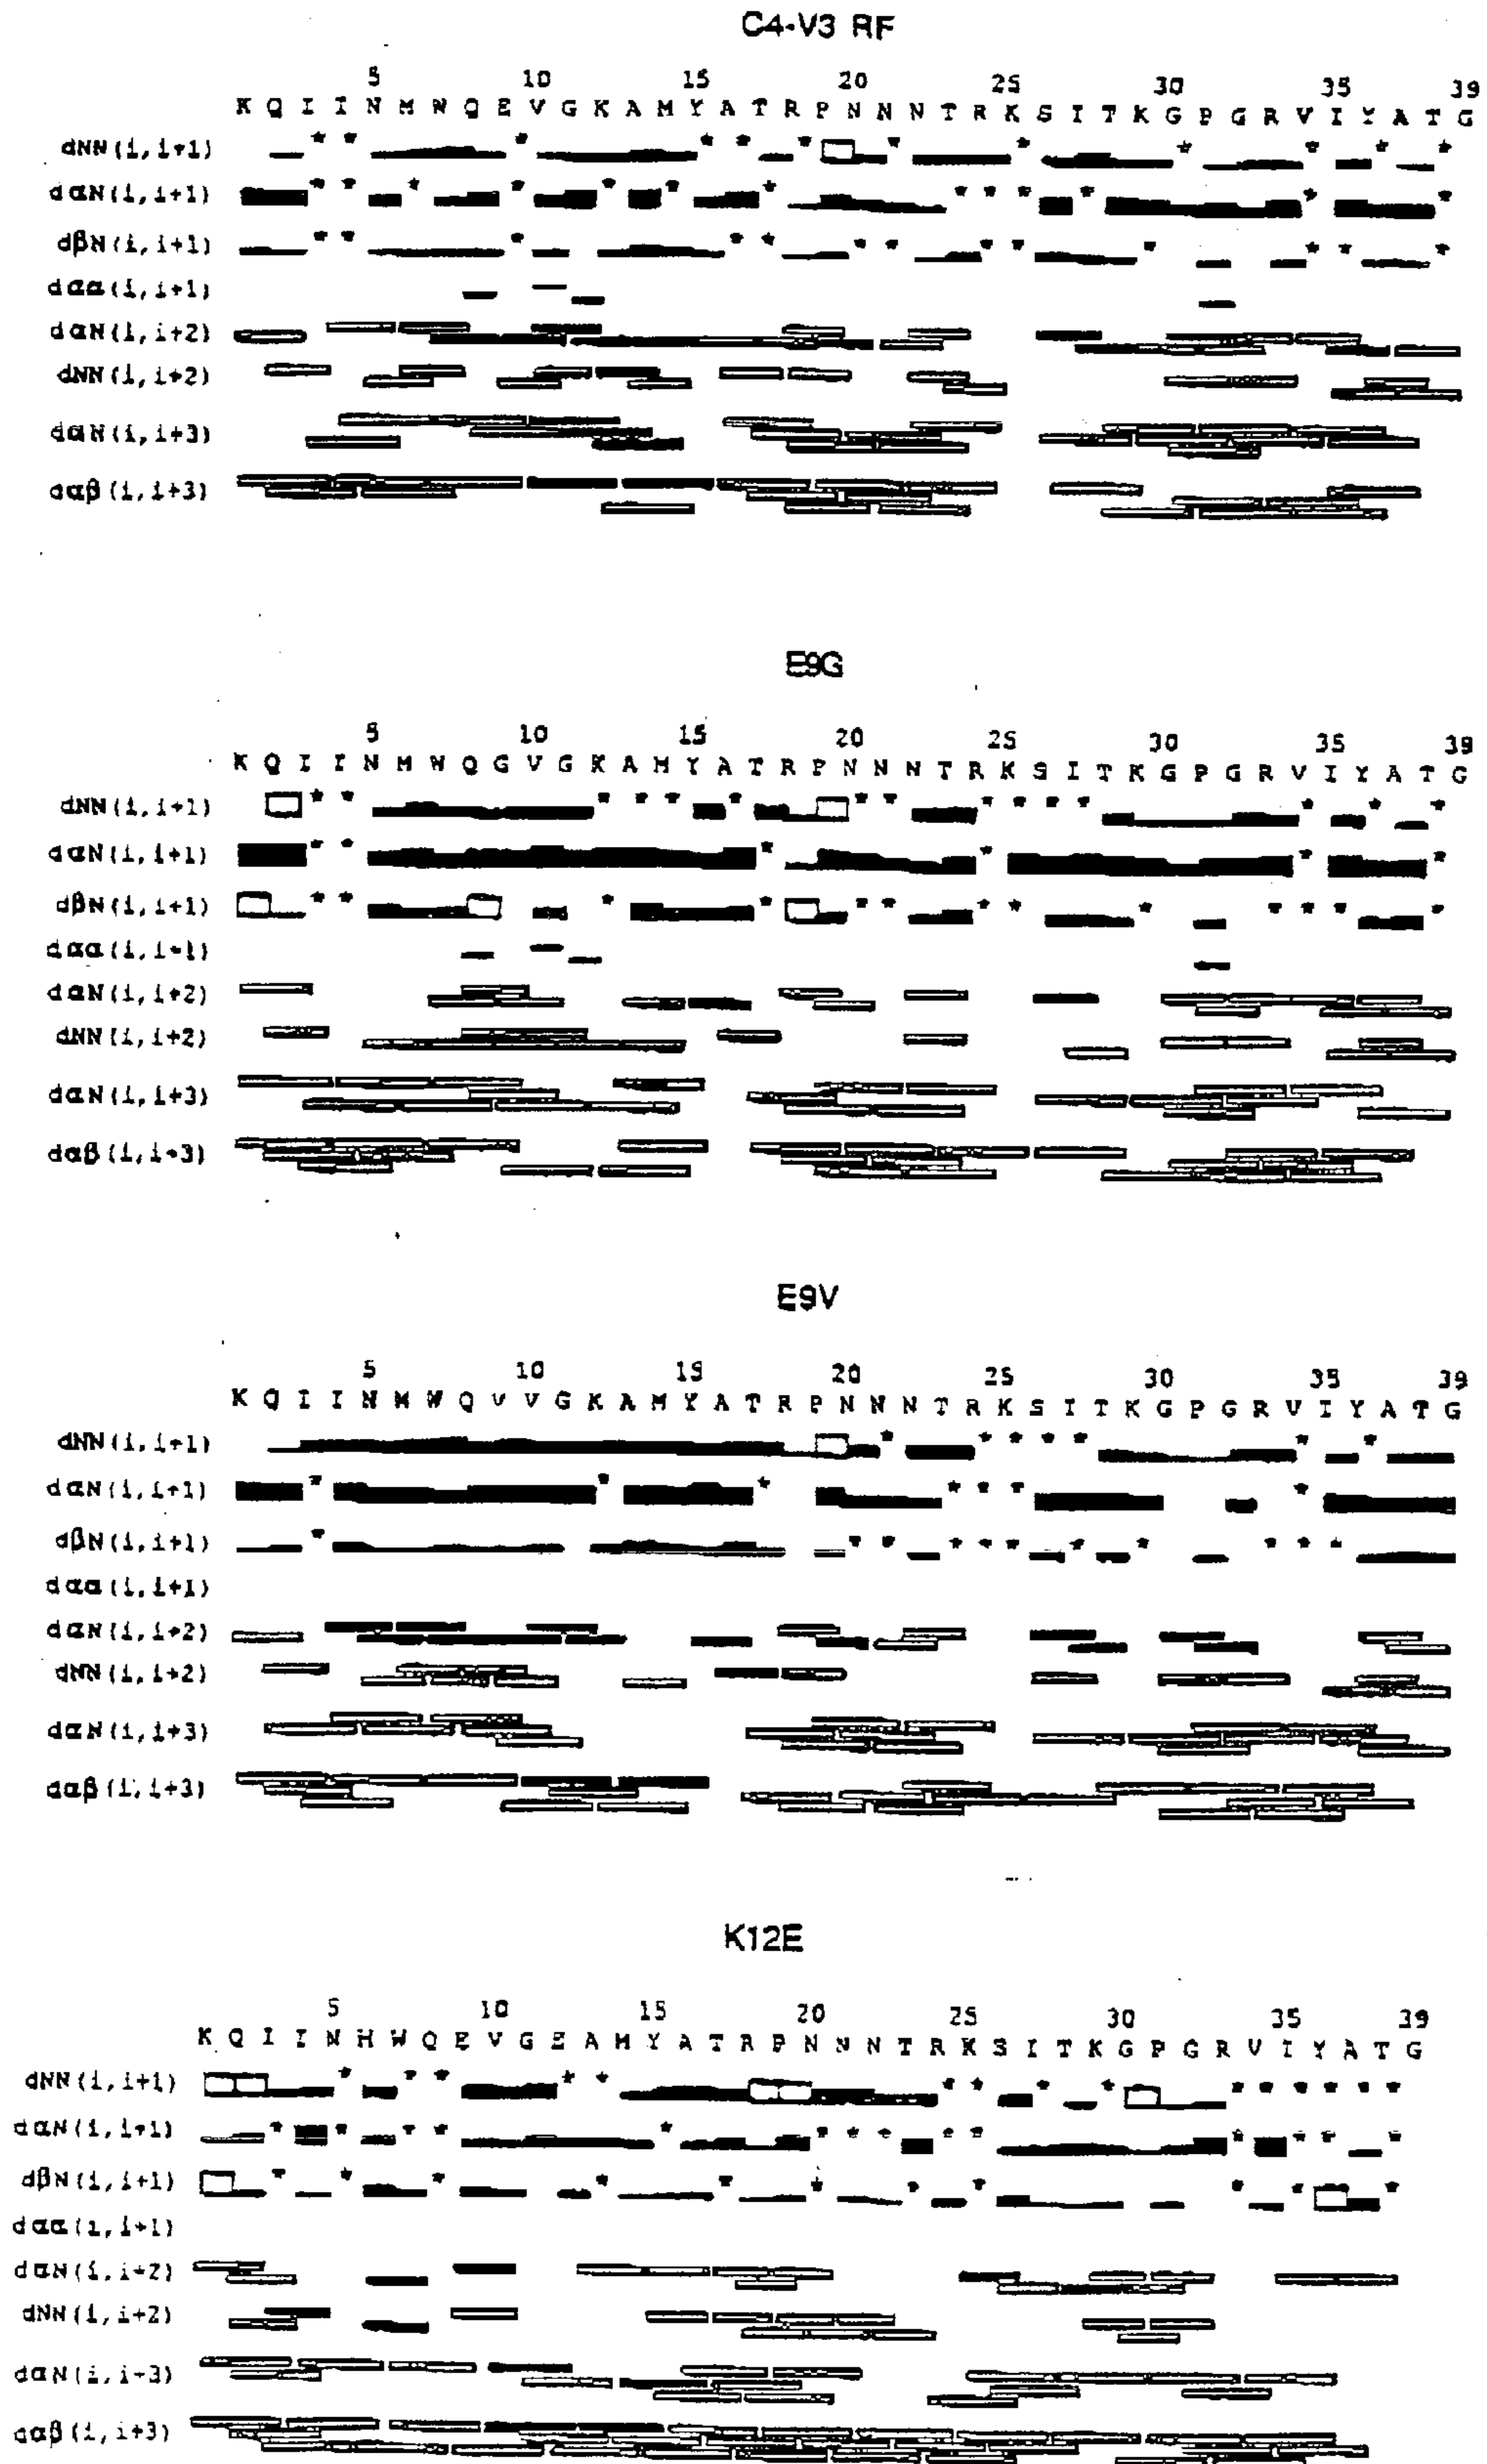 C4-V3 RF
5 10 15 20 25 30 35 39
K Q I I N M W Q E V G K A M Y A T R P N N N T R K S I T K G P G R V I Y A T G
dNN(i,i+1) * * * * * * * * * * * *
dαN(i,i+1) * * * * * * * * * * * * *
dβN(i,i+1) * * * * * * * * * * * * *
dαα(i,i+1)
dαN(i,i+2)
dNN(i,i+2)
dαN(i,i+3)
dαβ(i,i+3)
E9G
5 10 15 20 25 30 35 39
K Q I I N M W Q G V G K A M Y A T R P N N N T R K S I T K G P G R V I Y A T G
dNN(i,i+1) * * * * * * * * * * * * * * *
dαN(i,i+1) * * * * * *
dβN(i,i+1) * * * * * * * * * * * * *
dαα(i,i+1)
dαN(i,i+2)
dNN(i,i+2)
dαN(i,i+3)
dαβ(i,i+3)
E9V
5 10 15 20 25 30 35 39
K Q I I N M W Q V V G K A M Y A T R P N N N T R K S I T K G P G R V I Y A T G
dNN(i,i+1) * * * * * * *
dαN(i,i+1) * * * * * * *
dβN(i,i+1) * * * * * * * * * * *
dαα(i,i+1)
dαN(i,i+2)
dNN(i,i+2)
dαN(i,i+3)
dαβ(i,i+3)
K12E
5 10 15 20 25 30 35 39
K Q I I N M W Q E V G E A M Y A T R P N N N T R K S I T K G P G R V I Y A T G
dNN(i,i+1) * * * * * * * * * * * * * * *
dαN(i,i+1) * * * * * * * * * * * * * *
dβN(i,i+1) * * * * * * * * * * *
dαα(i,i+1)
dαN(i,i+2)
dNN(i,i+2)
dαN(i,i+3)
dαβ(i,i+3)